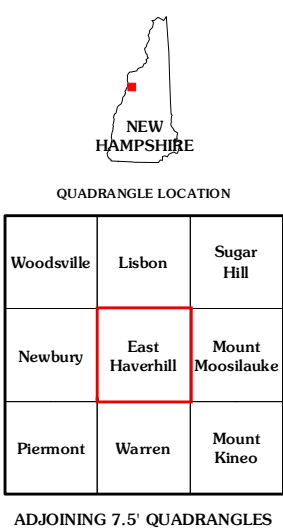 NEW
HAMPSHIRE
QUADRANGLE LOCATION
Woodsville
Lisbon
Sugar
Hill
Newbury
East
Haverhill
Mount
Moosilauke
Piermont
Warren
Mount
Kineo
ADJOINING 7.5' QUADRANGLES